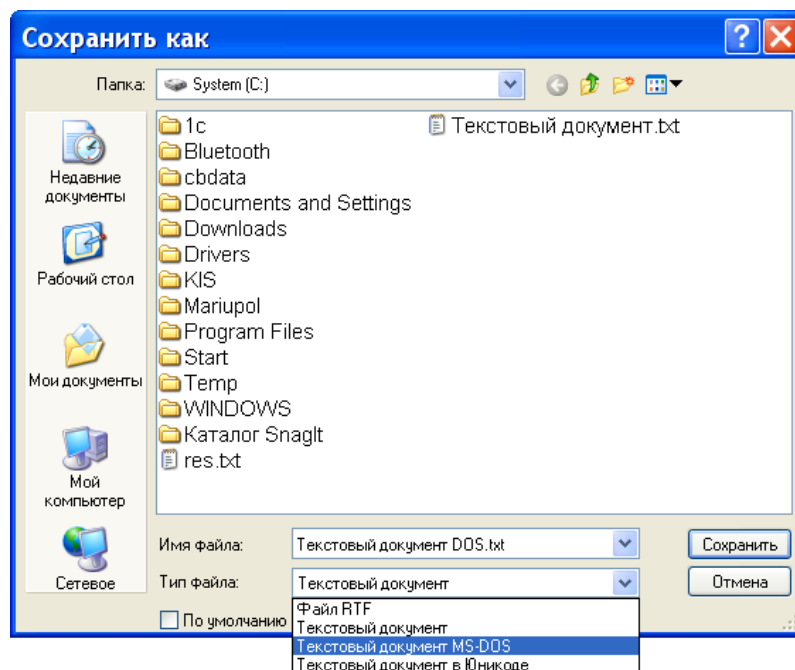 Сохранить как
Папка:
System (C:)
1c
Bluetooth
cbdata
Documents and Settings
Downloads
Drivers
KIS
Mariupol
Program Files
Start
Temp
WINDOWS
Каталог SnagIt
res.txt
Текстовый документ.txt
Недавние
документы
Рабочий стол
Мои документы
Мой
компьютер
Сетевое
Имя файла:
Текстовый документ DOS.txt
Сохранить
Тип файла:
Текстовый документ
Отмена
По умолчанию
Файл RTF
Текстовый документ
Текстовый документ MS-DOS
Текстовый документ в Юникоде